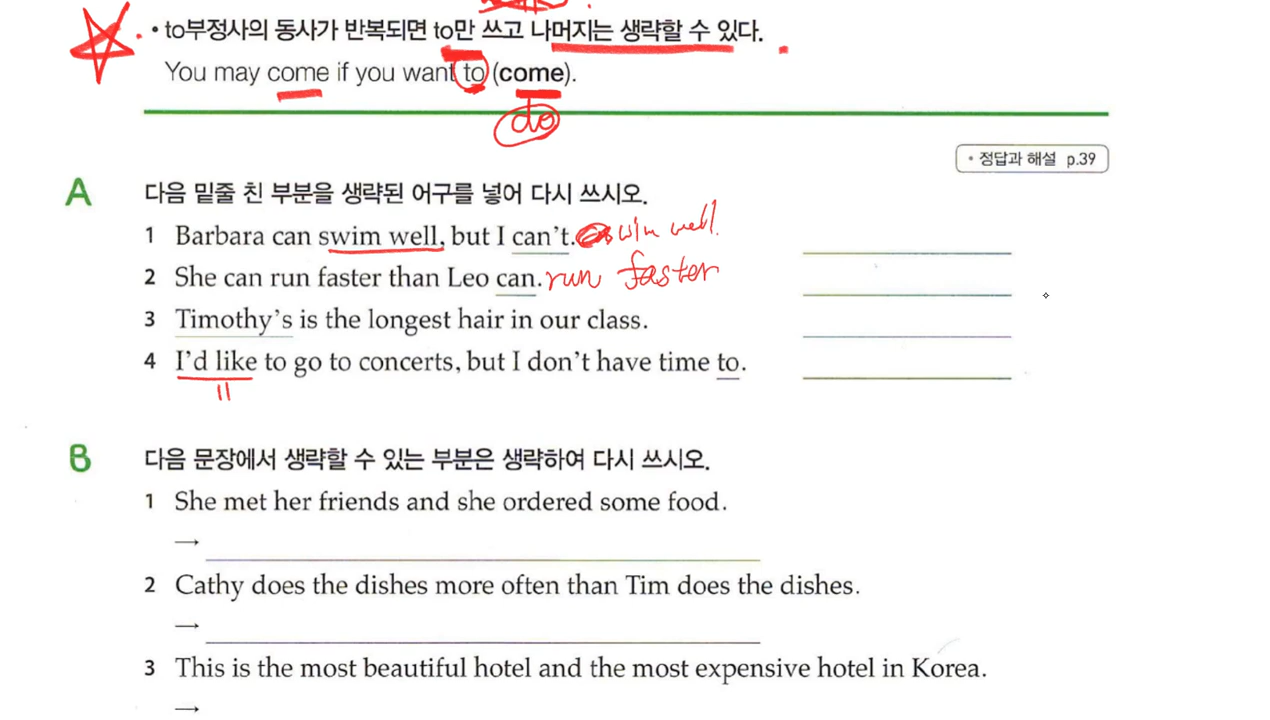 • to부정사의 동사가 반복되면 to만 쓰고 나머지는 생략할 수 있다.
You may come if you want to (come).
do
• 정답과 해설 p.39
A 다음 밑줄 친 부분을 생략된 어구를 넣어 다시 쓰시오.
1 Barbara can swim well, but I can't. swim well.
2 She can run faster than Leo can. run faster
3 Timothy's is the longest hair in our class.
4 I'd like to go to concerts, but I don't have time to.
B 다음 문장에서 생략할 수 있는 부분은 생략하여 다시 쓰시오.
1 She met her friends and she ordered some food.
→
2 Cathy does the dishes more often than Tim does the dishes.
→
3 This is the most beautiful hotel and the most expensive hotel in Korea.
→